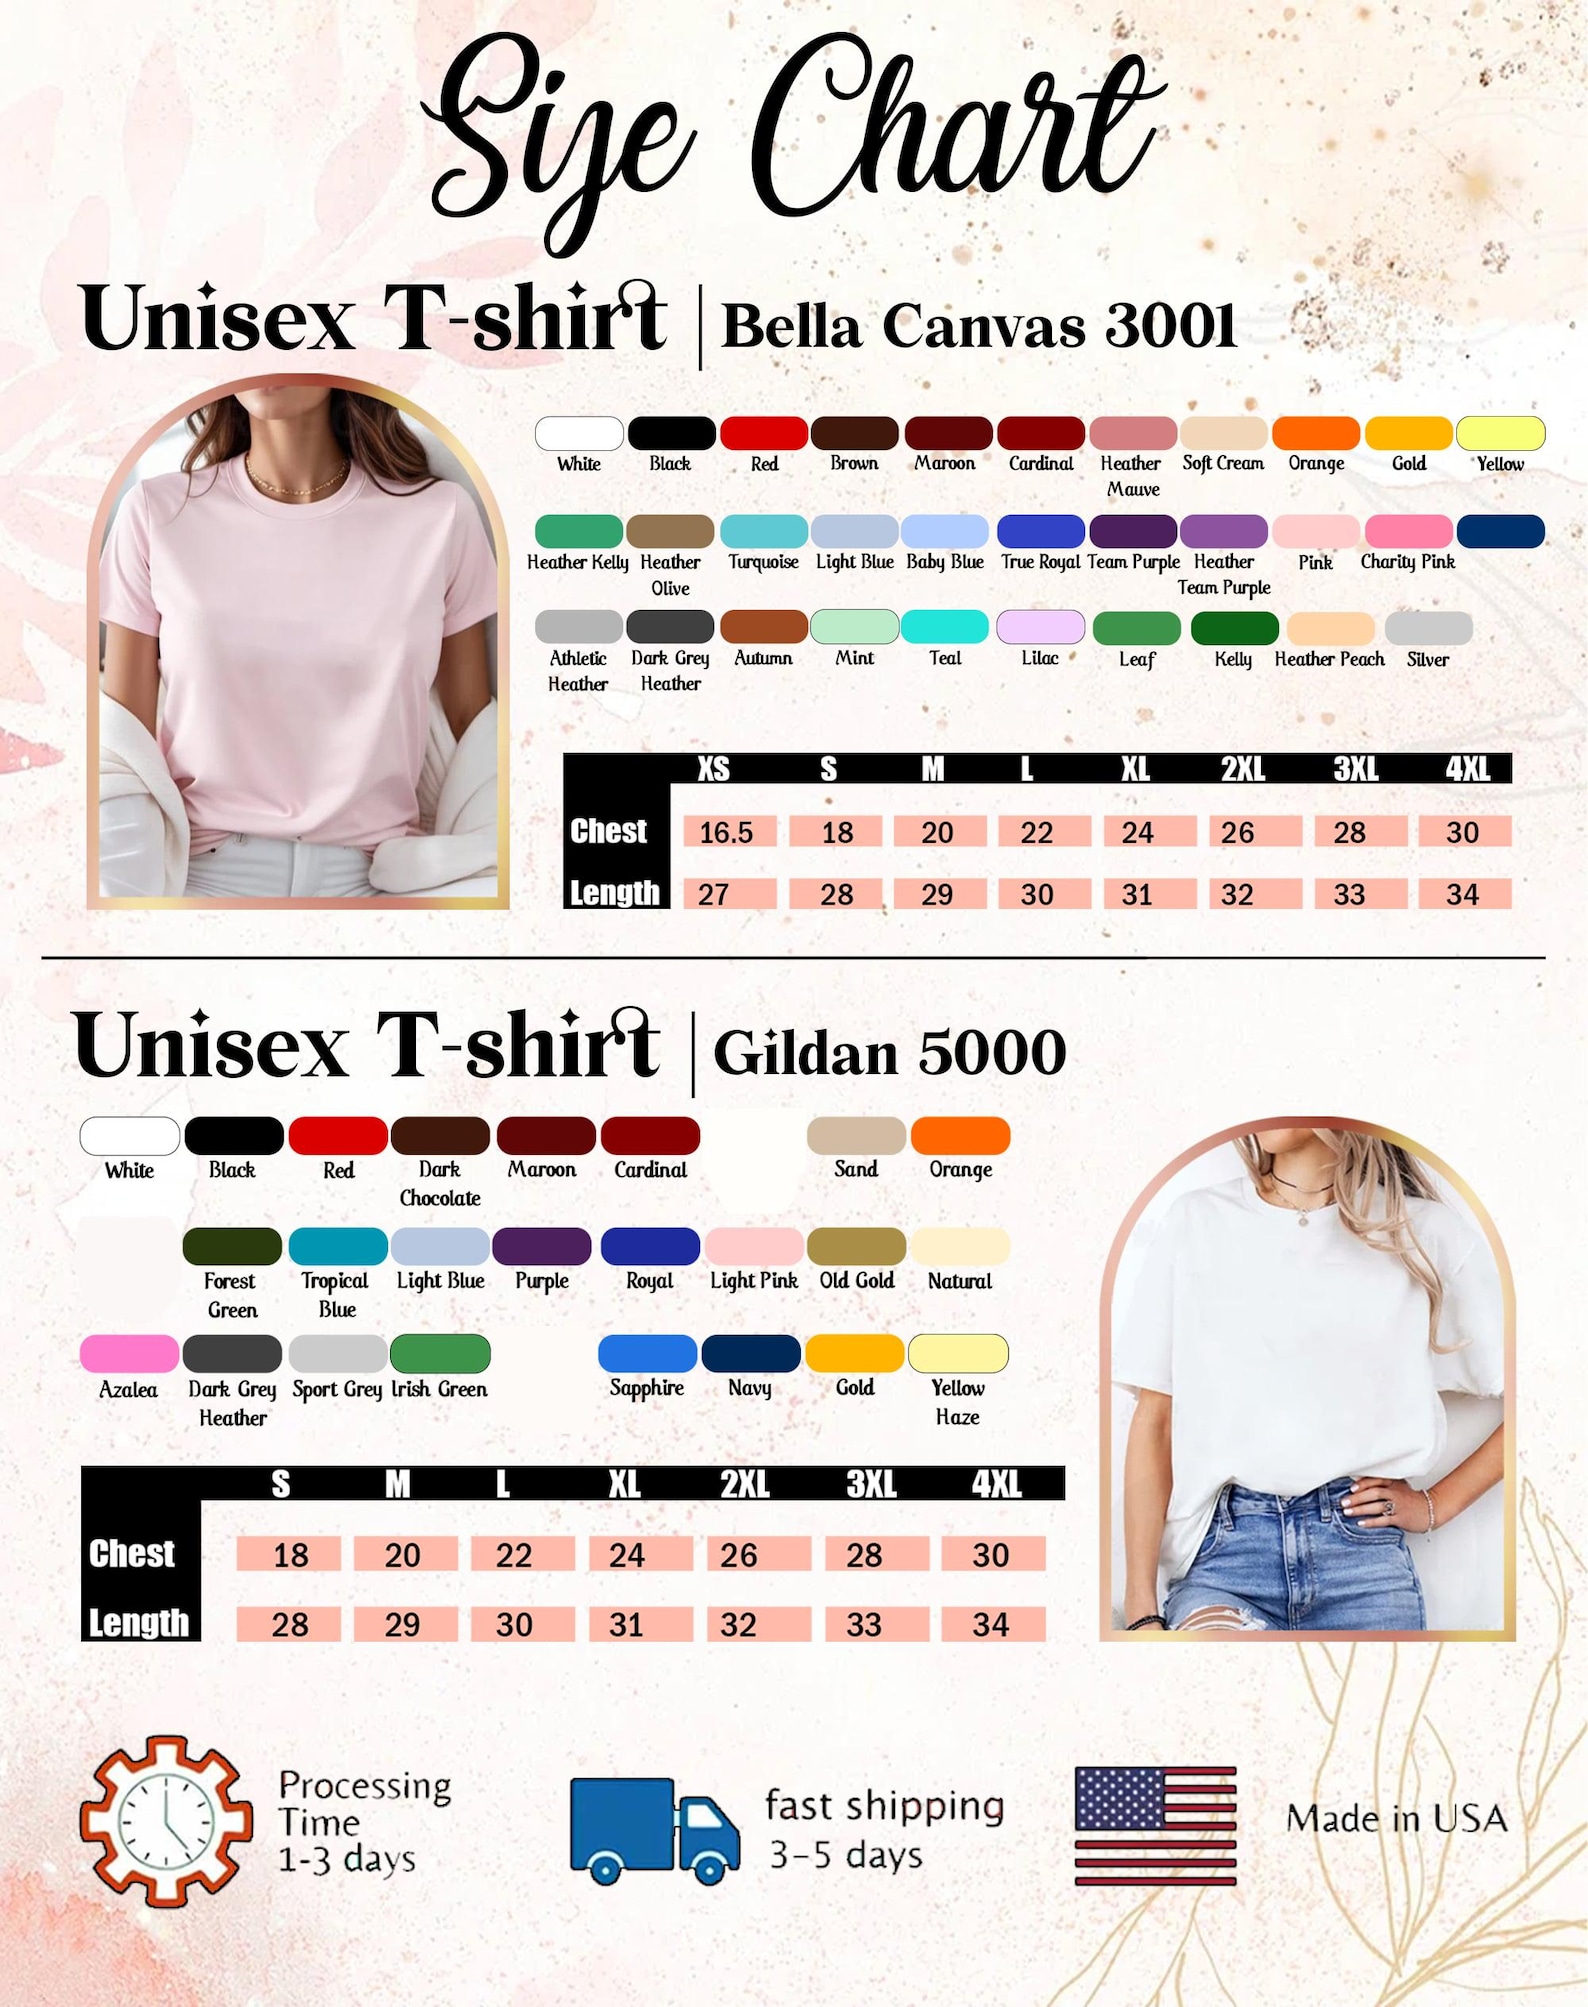 Size Chart
Unisex T-shirt | Bella Canvas 3001
White Black Red Brown Maroon Cardinal Heather Soft Cream Orange Gold Yellow
Mauve
Heather Kelly Heather Turquoise Light Blue Baby Blue True Royal Team Purple Heather Pink Charity Pink
Olive Team Purple
Athletic Dark Grey Autumn Mint Teal Lilac Leaf Kelly Heather Peach Silver
Heather Heather
XS S M L XL 2XL 3XL 4XL
Chest 16.5 18 20 22 24 26 28 30
Length 27 28 29 30 31 32 33 34
Unisex T-shirt | Gildan 5000
White Black Red Dark Maroon Cardinal Sand Orange
Chocolate
Forest Tropical Light Blue Purple Royal Light Pink Old Gold Natural
Green Blue
Azalea Dark Grey Sport Grey Irish Green Sapphire Navy Gold Yellow
Heather Haze
S M L XL 2XL 3XL 4XL
Chest 18 20 22 24 26 28 30
Length 28 29 30 31 32 33 34
Processing
Time
1-3 days
fast shipping
3-5 days
Made in USA